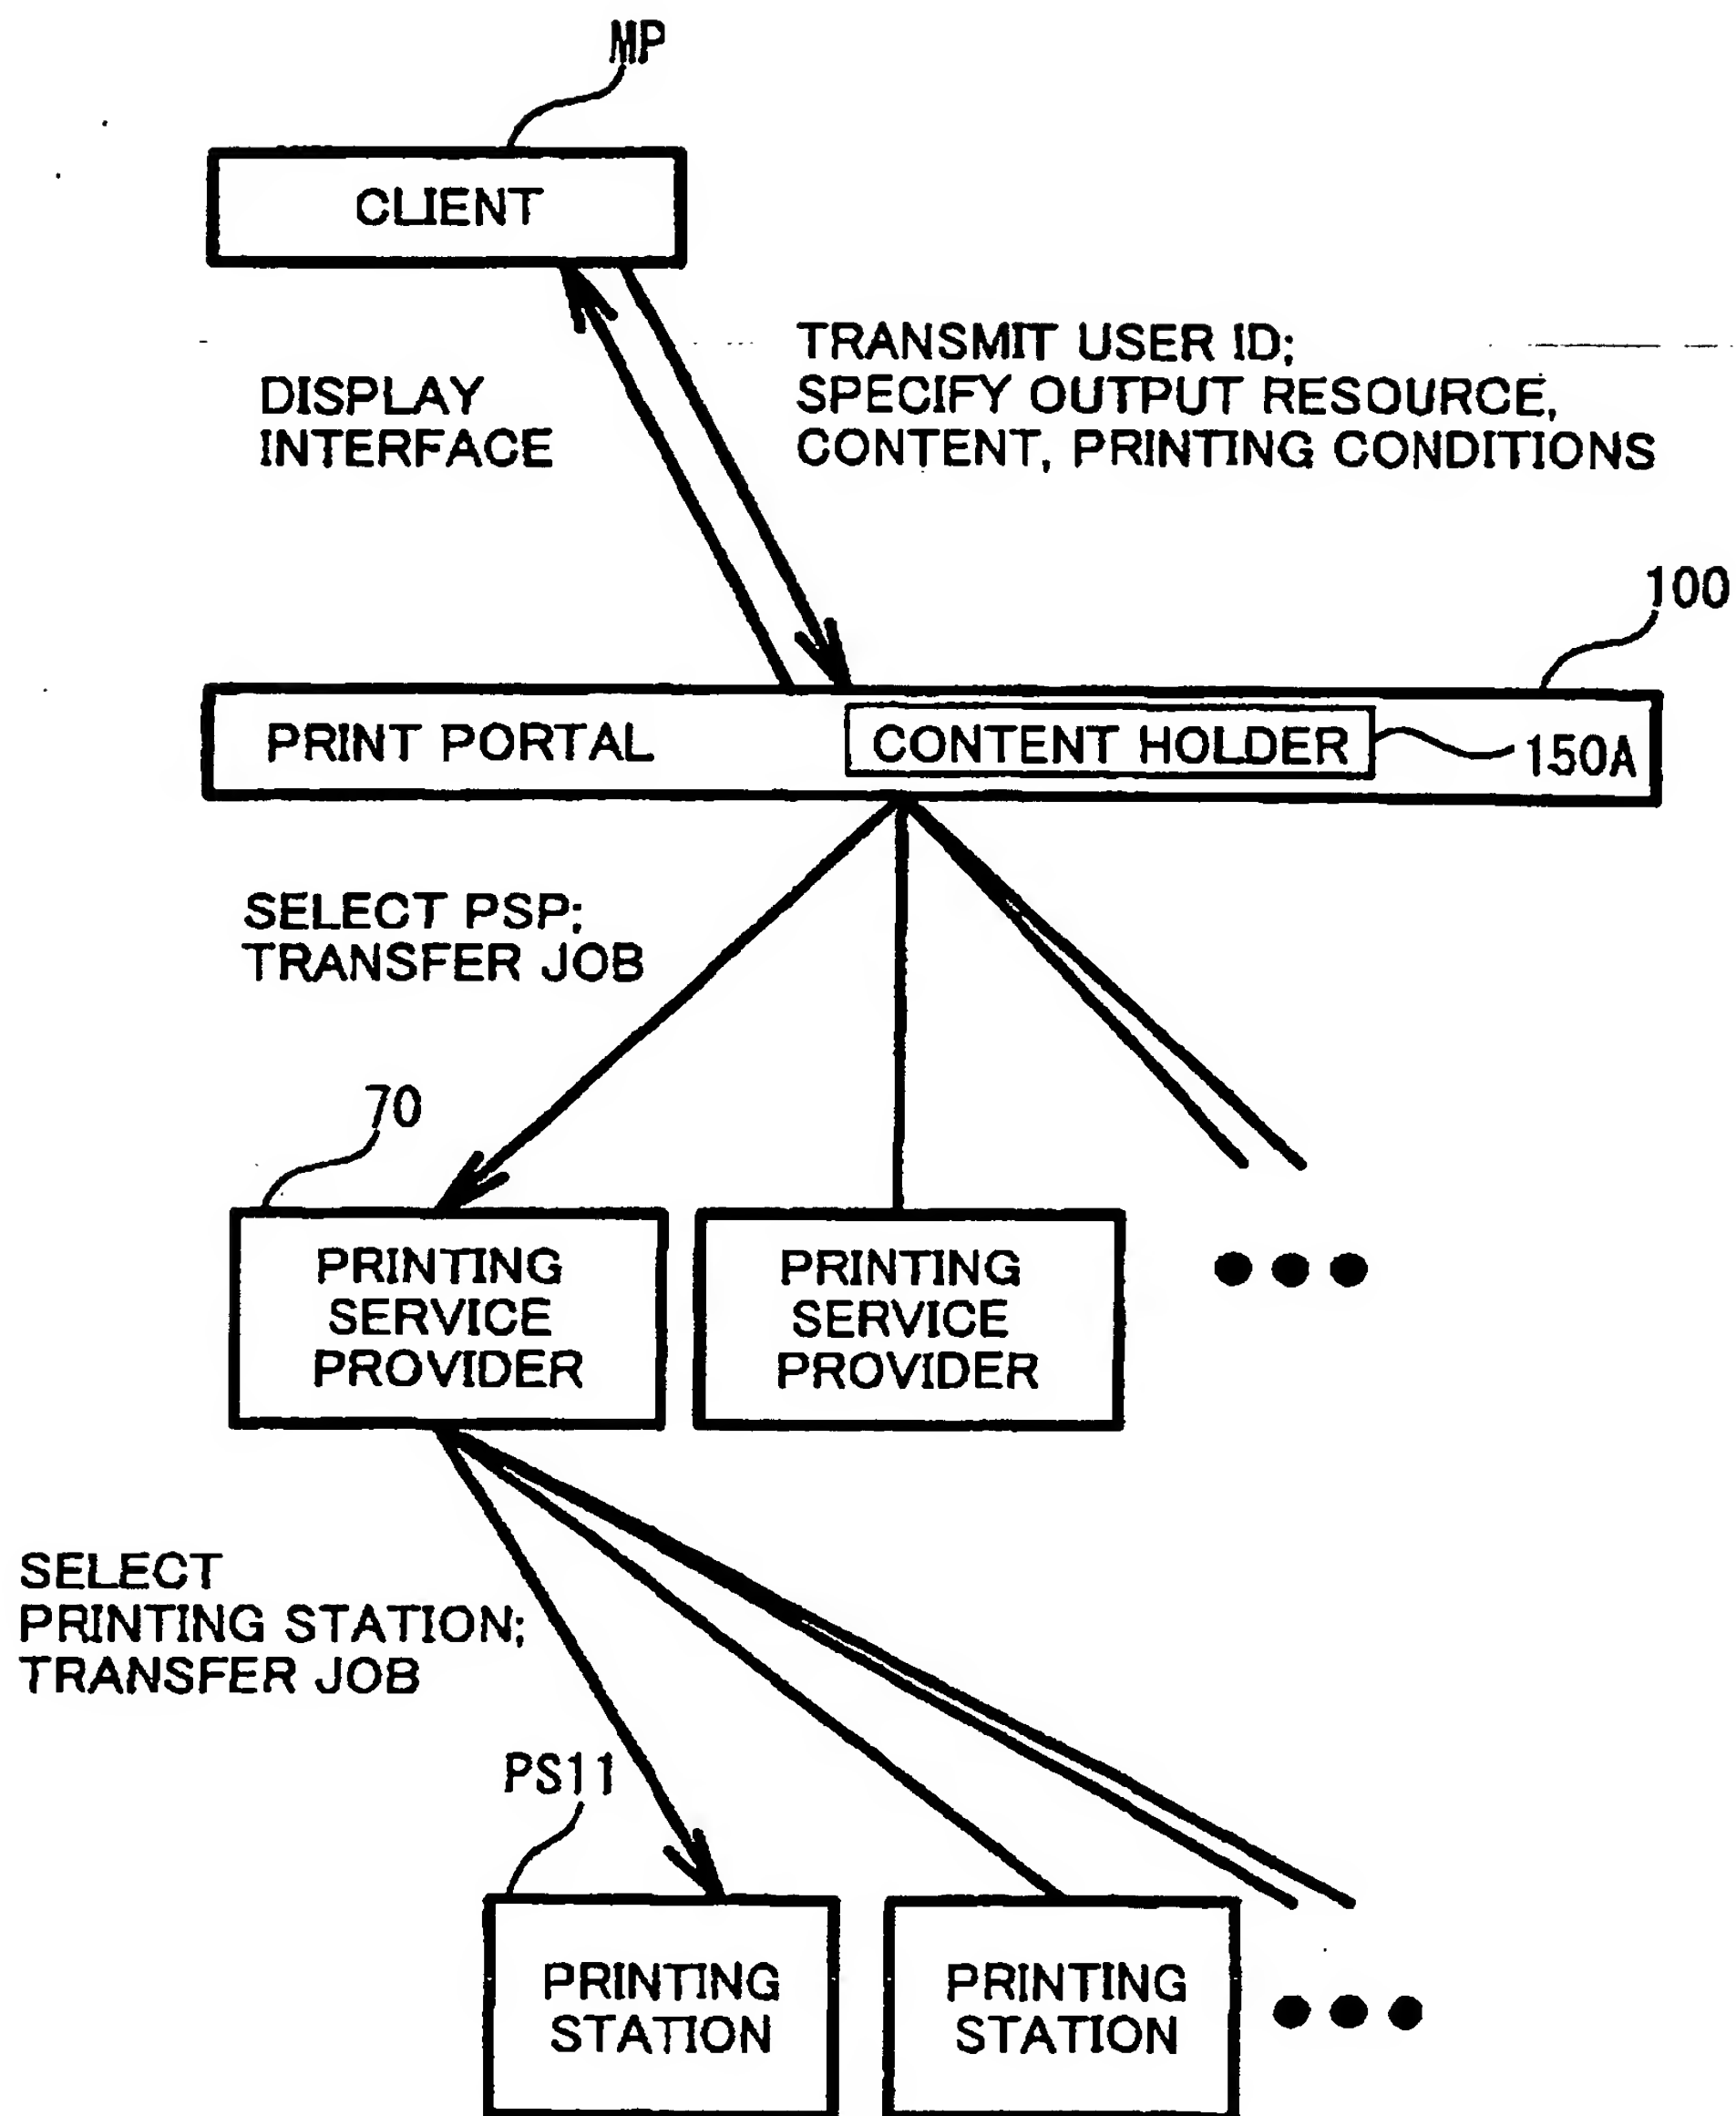 MP
CLIENT
TRANSMIT USER ID;
SPECIFY OUTPUT RESOURCE,
CONTENT, PRINTING CONDITIONS
DISPLAY
INTERFACE
100
PRINT PORTAL
CONTENT HOLDER
150A
SELECT PSP;
TRANSFER JOB
70
PRINTING
SERVICE
PROVIDER
PRINTING
SERVICE
PROVIDER
SELECT
PRINTING STATION;
TRANSFER JOB
PS11
PRINTING
STATION
PRINTING
STATION